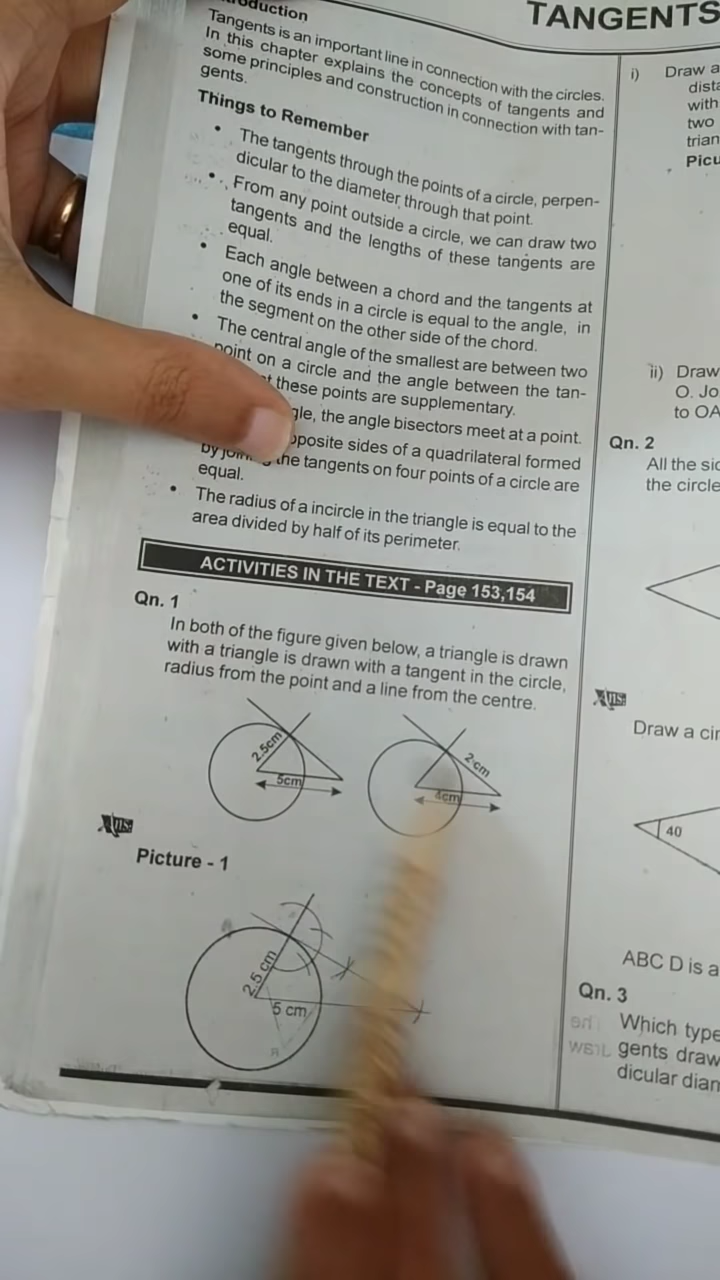 TANGENTS
Tangents is an important line in connection with the circles.
In this chapter explains the concepts of tangents and
some principles and construction in connection with tan-
gents.
Things to Remember
• The tangents through the points of a circle, perpen-
dicular to the diameter through that point.
• From any point outside a circle, we can draw two
tangents and the lengths of these tangents are
equal.
• Each angle between a chord and the tangents at
one of its ends in a circle is equal to the angle, in
the segment on the other side of the chord.
• The central angle of the smallest are between two
point on a circle and the angle between the tan-
these points are supplementary.
the angle bisectors meet at a point.
opposite sides of a quadrilateral formed
by the tangents on four points of a circle are
equal.
• The radius of a incircle in the triangle is equal to the
area divided by half of its perimeter.
ACTIVITIES IN THE TEXT - Page 153,154
Qn. 1
In both of the figure given below, a triangle is drawn
with a triangle is drawn with a tangent in the circle,
radius from the point and a line from the centre.
2.5cm
5cm
2 cm
4cm
Ans:
Picture - 1
2.5 cm
5 cm
i) Draw a
with
two
Qn. 2
ii) Draw
O. Jo
to OA
All the
the circle
Ans:
Draw a
40
ABC D is a
Qn. 3
Which type
gents draw